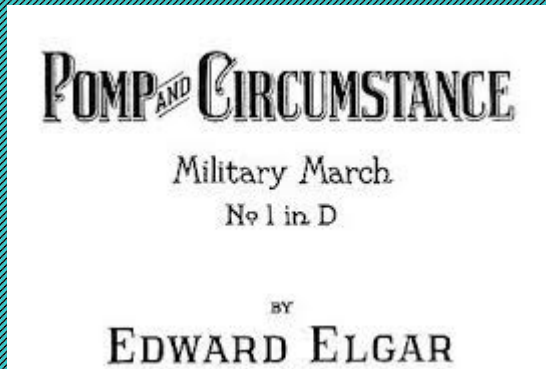 POMP AND CIRCUMSTANCE
Military March
No 1 in D
BY
EDWARD ELGAR